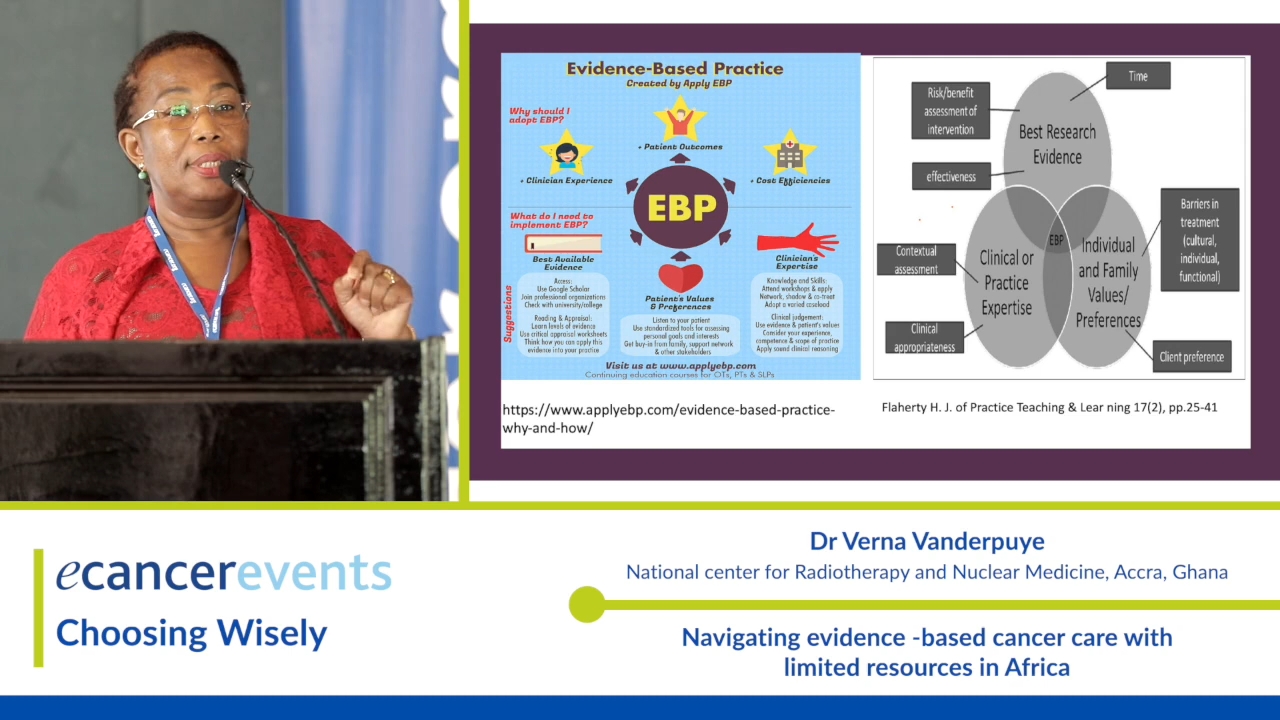 Evidence-Based Practice
Created by Apply EBP
Why should I
adopt EBP?
+ Patient Outcomes
+ Clinician Experience
+ Cost Efficiencies
EBP
What do I need to
implement EBP?
Best Available
Evidence
Clinician's
Expertise
Patient's Values
& Preferences
Suggestions
Access:
Use Google Scholar
Join professional organizations
Check with university/college
Reading & Appraisal:
Learn levels of evidence
Use critical appraisal worksheets
Think how you can apply this
evidence into your practice
Listen to your patient
Use standardized tools for assessing
personal goals and interests
Get buy-in from family, support network
& other stakeholders
Knowledge and Skills:
Attend workshops & apply
Network, shadow & co-treat
Adopt a varied caseload
Clinical judgement:
Use evidence & patient's values
Consider your experience,
competence & scope of practice
Apply sound clinical reasoning
Visit us at www.applyebp.com
Continuing education courses for OTs, PTs & SLPs
https://www.applyebp.com/evidence-based-practice-
why-and-how/
Time
Risk/benefit
assessment of
intervention
Best Research
Evidence
effectiveness
Barriers in
treatment
(cultural,
individual,
functional)
EBP
Contextual
assessment
Clinical or
Practice
Expertise
Individual
and Family
Values/
Preferences
Clinical
appropriateness
Client preference
Flaherty H. J. of Practice Teaching & Lear ning 17(2), pp.25-41
ecancerevents
Choosing Wisely
Dr Verna Vanderpuye
National center for Radiotherapy and Nuclear Medicine, Accra, Ghana
Navigating evidence -based cancer care with
limited resources in Africa